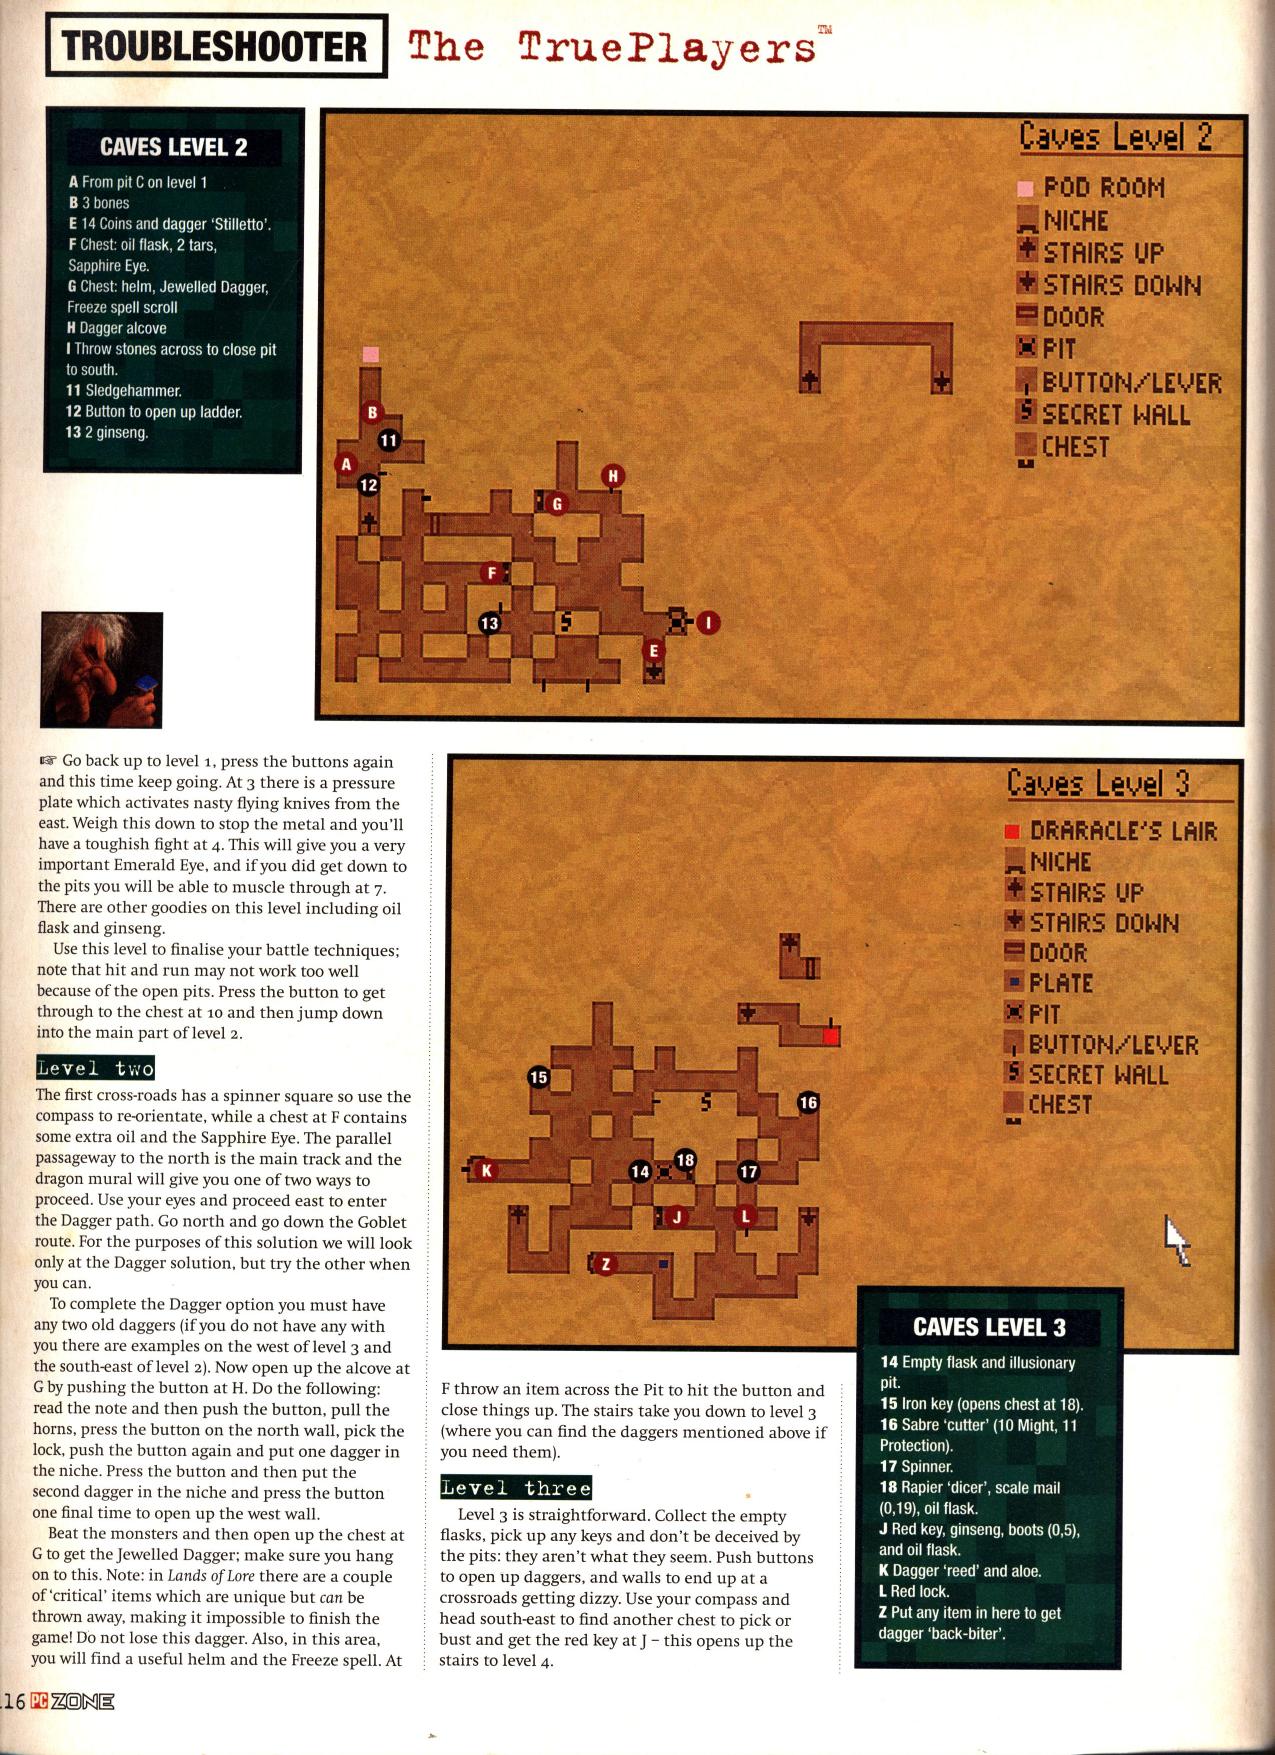 TROUBLESHOOTER The TruePlayers™
CAVES LEVEL 2
A From pit C on level 1
B 3 bones
E 14 Coins and dagger ‘Stilletto’.
F Chest: oil flask, 2 tars,
Sapphire Eye.
G Chest: helm, Jewelled Dagger,
Freeze spell scroll
H Dagger alcove
I Throw stones across to close pit
to south.
11 Sledgehammer.
12 Button to open up ladder.
13 2 ginseng.
Caves Level 2
POD ROOM
NICHE
STAIRS UP
STAIRS DOWN
DOOR
PIT
BUTTON/LEVER
S SECRET WALL
CHEST
B
11
A
12
H
G
F
13
S
I
E
☞ Go back up to level 1, press the buttons again
and this time keep going. At 3 there is a pressure
plate which activates nasty flying knives from the
east. Weigh this down to stop the metal and you’ll
have a toughish fight at 4. This will give you a very
important Emerald Eye, and if you did get down to
the pits you will be able to muscle through at 7.
There are other goodies on this level including oil
flask and ginseng.
Use this level to finalise your battle techniques;
note that hit and run may not work too well
because of the open pits. Press the button to get
through to the chest at 10 and then jump down
into the main part of level 2.
Level two
The first cross-roads has a spinner square so use the
compass to re-orientate, while a chest at F contains
some extra oil and the Sapphire Eye. The parallel
passageway to the north is the main track and the
dragon mural will give you one of two ways to
proceed. Use your eyes and proceed east to enter
the Dagger path. Go north and go down the Goblet
route. For the purposes of this solution we will look
only at the Dagger solution, but try the other when
you can.
To complete the Dagger option you must have
any two old daggers (if you do not have any with
you there are examples on the west of level 3 and
the south-east of level 2). Now open up the alcove at
G by pushing the button at H. Do the following:
read the note and then push the button, pull the
horns, press the button on the north wall, pick the
lock, push the button again and put one dagger in
the niche. Press the button and then put the
second dagger in the niche and press the button
one final time to open up the west wall.
Beat the monsters and then open up the chest at
G to get the Jewelled Dagger; make sure you hang
on to this. Note: in Lands of Lore there are a couple
of ‘critical’ items which are unique but can be
thrown away, making it impossible to finish the
game! Do not lose this dagger. Also, in this area,
you will find a useful helm and the Freeze spell. At
Caves Level 3
DRARACLE'S LAIR
NICHE
STAIRS UP
STAIRS DOWN
DOOR
PLATE
PIT
BUTTON/LEVER
S SECRET WALL
CHEST
15
S
16
K
14
18
17
J
L
Z
F throw an item across the Pit to hit the button and
close things up. The stairs take you down to level 3
(where you can find the daggers mentioned above if
you need them).
Level three
Level 3 is straightforward. Collect the empty
flasks, pick up any keys and don’t be deceived by
the pits: they aren’t what they seem. Push buttons
to open up daggers, and walls to end up at a
crossroads getting dizzy. Use your compass and
head south-east to find another chest to pick or
bust and get the red key at J – this opens up the
stairs to level 4.
CAVES LEVEL 3
14 Empty flask and illusionary
pit.
15 Iron key (opens chest at 18).
16 Sabre ‘cutter’ (10 Might, 11
Protection).
17 Spinner.
18 Rapier ‘dicer’, scale mail
(0,19), oil flask.
J Red key, ginseng, boots (0,5),
and oil flask.
K Dagger ‘reed’ and aloe.
L Red lock.
Z Put any item in here to get
dagger ‘back-biter’.
116 PC ZONE